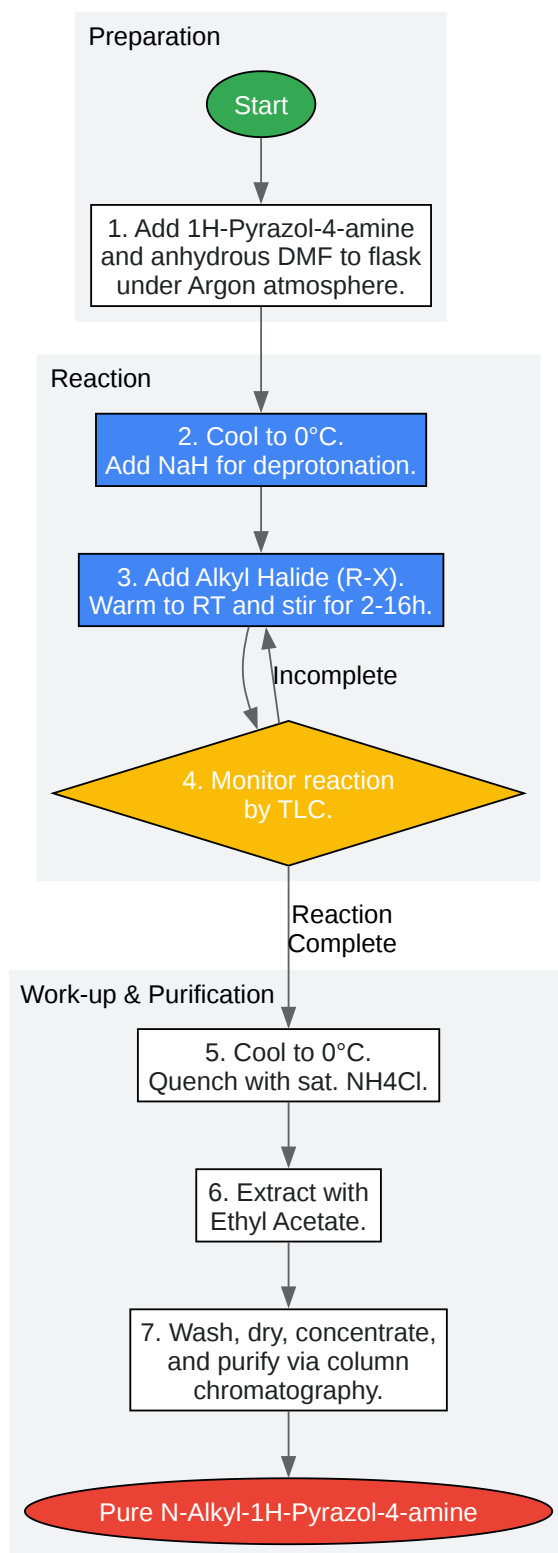 Preparation
Start
1. Add 1H-Pyrazol-4-amine
and anhydrous DMF to flask
under Argon atmosphere.
Reaction
2. Cool to 0°C.
Add NaH for deprotonation.
3. Add Alkyl Halide (R-X).
Warm to RT and stir for 2-16h.
Incomplete
4. Monitor reaction
by TLC.
Reaction
Complete
Work-up & Purification
5. Cool to 0°C.
Quench with sat. NH4Cl.
6. Extract with
Ethyl Acetate.
7. Wash, dry, concentrate,
and purify via column
chromatography.
Pure N-Alkyl-1H-Pyrazol-4-amine